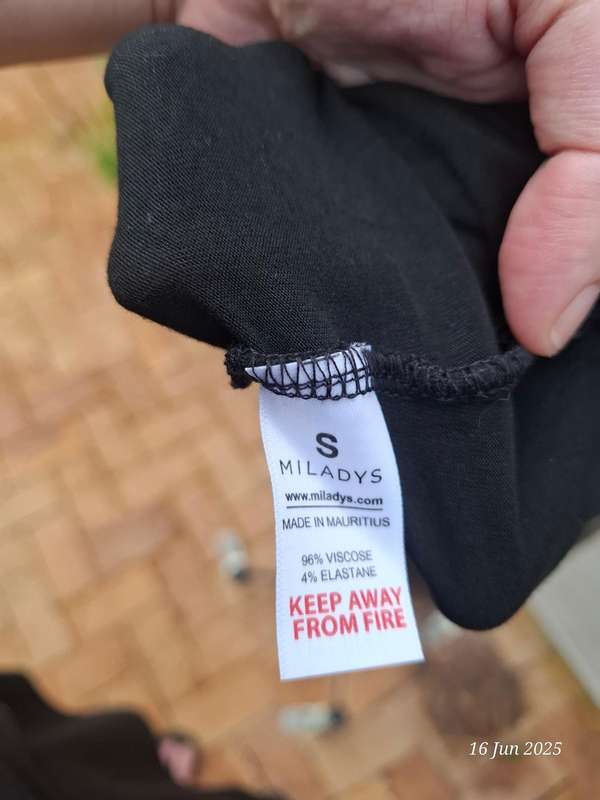 S
MILADYS
www.miladys.com
MADE IN MAURITIUS
96% VISCOSE
4% ELASTANE
KEEP AWAY
FROM FIRE
16 Jun 2025